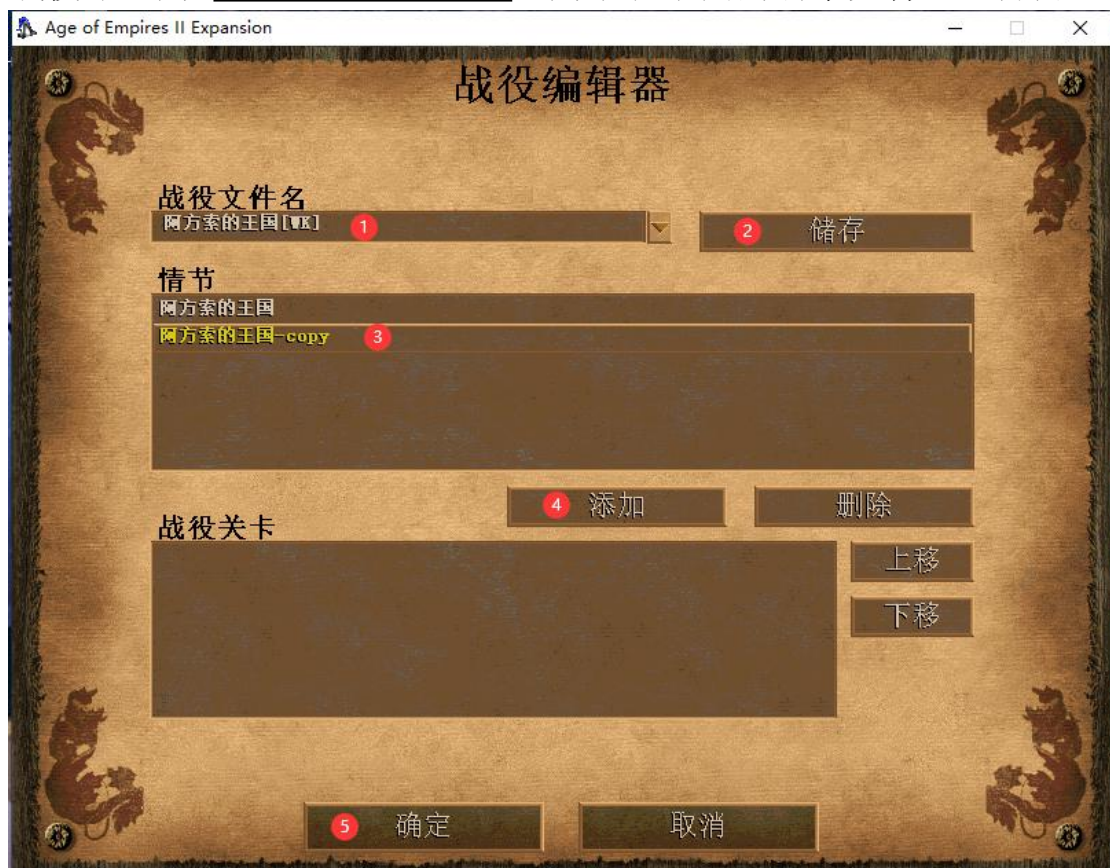 Age of Empires II Expansion
战役编辑器
战役文件名
阿方索的王国[WK]
1
2 储存
情节
阿方索的王国
阿方索的王国-copy
3
4 添加
删除
战役关卡
上移
下移
5 确定
取消